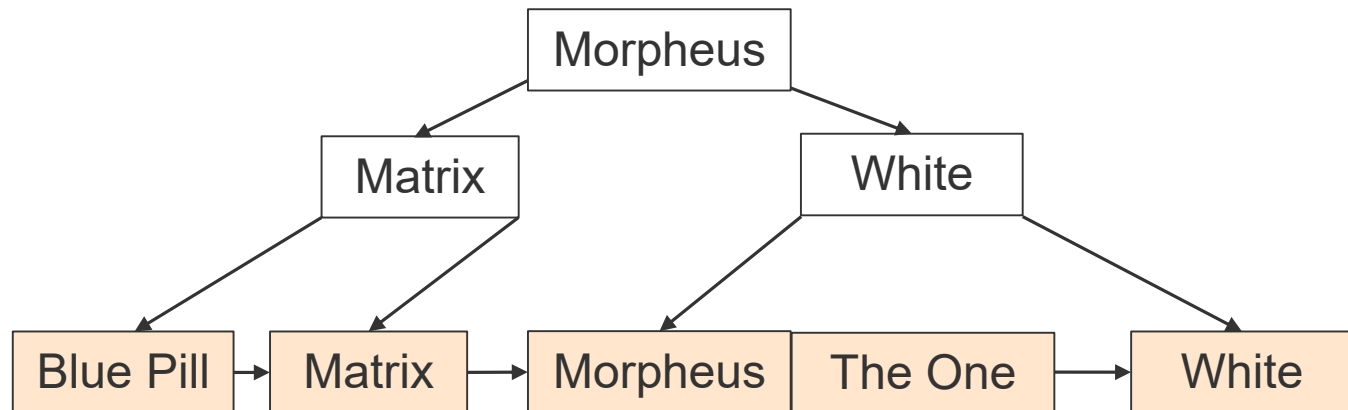 Morpheus
Matrix
White
Blue Pill
Matrix
Morpheus
The One
White